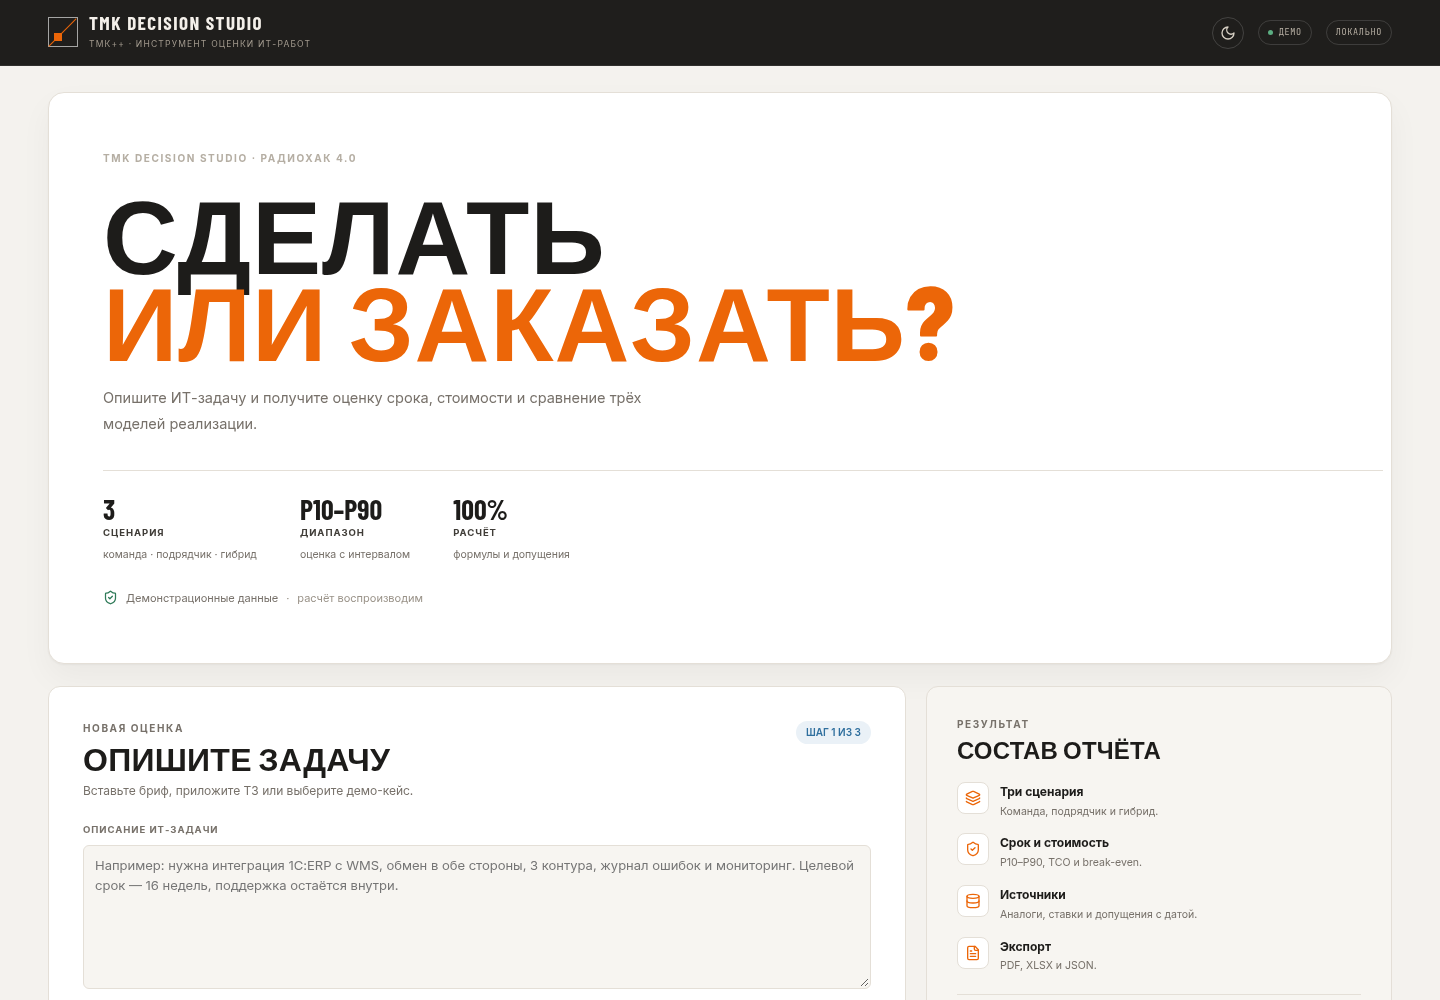 TMK DECISION STUDIO
ТМК++ · ИНСТРУМЕНТ ОЦЕНКИ ИТ-РАБОТ
ДЕМО
ЛОКАЛЬНО
TMK DECISION STUDIO · РАДИОХАК 4.0
СДЕЛАТЬ
ИЛИ ЗАКАЗАТЬ?
Опишите ИТ-задачу и получите оценку срока, стоимости и сравнение трёх
моделей реализации.
3
СЦЕНАРИЯ
команда · подрядчик · гибрид
P10–P90
ДИАПАЗОН
оценка с интервалом
100%
РАСЧЁТ
формулы и допущения
Демонстрационные данные · расчёт воспроизводим
НОВАЯ ОЦЕНКА
ШАГ 1 ИЗ 3
ОПИШИТЕ ЗАДАЧУ
Вставьте бриф, приложите ТЗ или выберите демо-кейс.
ОПИСАНИЕ ИТ-ЗАДАЧИ
Например: нужна интеграция 1С:ERP с WMS, обмен в обе стороны, 3 контура, журнал ошибок и мониторинг. Целевой
срок — 16 недель, поддержка остаётся внутри.
РЕЗУЛЬТАТ
СОСТАВ ОТЧЁТА
Три сценария
Команда, подрядчик и гибрид.
Срок и стоимость
P10–P90, TCO и break-even.
Источники
Аналоги, ставки и допущения с датой.
Экспорт
PDF, XLSX и JSON.